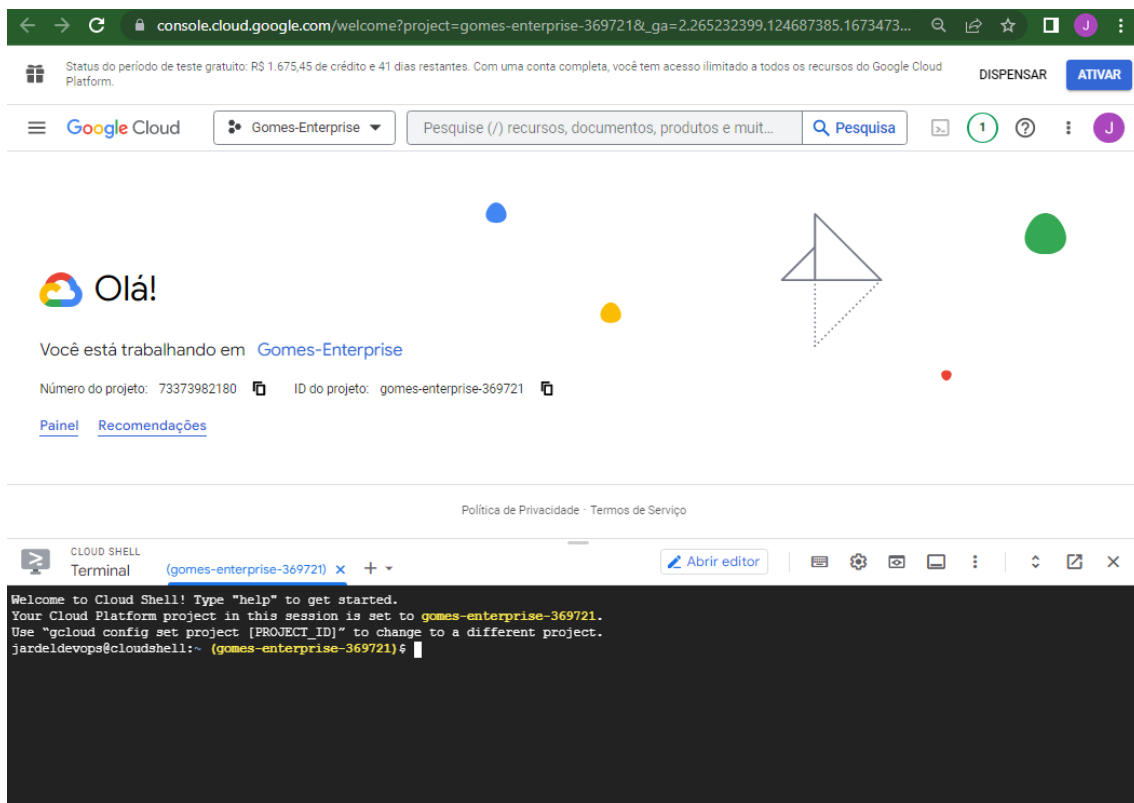 console.cloud.google.com/welcome?project=gomes-enterprise-369721&_ga=2.265232399.124687385.1673473...
J
Status do período de teste gratuito: R$ 1.675,45 de crédito e 41 dias restantes. Com uma conta completa, você tem acesso ilimitado a todos os recursos do Google Cloud
Platform.
DISPENSAR
ATIVAR
Google Cloud
Gomes-Enterprise
Pesquise (/) recursos, documentos, produtos e muit...
Pesquisa
1
J
Olá!
Você está trabalhando em Gomes-Enterprise
Número do projeto: 73373982180
ID do projeto: gomes-enterprise-369721
Painel
Recomendações
Política de Privacidade · Termos de Serviço
CLOUD SHELL
Terminal
(gomes-enterprise-369721)
Abrir editor
Welcome to Cloud Shell! Type "help" to get started.
Your Cloud Platform project in this session is set to gomes-enterprise-369721.
Use “gcloud config set project [PROJECT_ID]” to change to a different project.
jardeldevops@cloudshell:~ (gomes-enterprise-369721)$